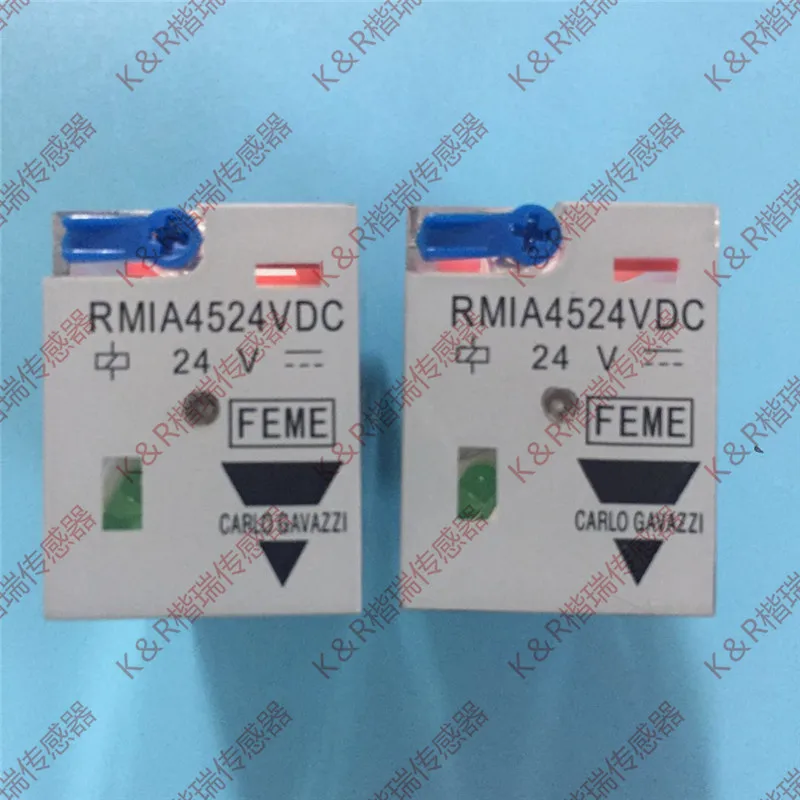 RMIA4524VDC
24 V
FEME
CARLO GAVAZZI
RMIA4524VDC
24 V
FEME
CARLO GAVAZZI
K&R楷瑞传感器